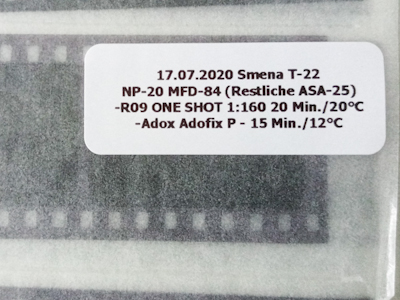 17.07.2020 Smena T-22
NP-20 MFD-84 (Restliche ASA-25)
-R09 ONE SHOT 1:160 20 Min./20°C
-Adox Adofix P - 15 Min./12°C